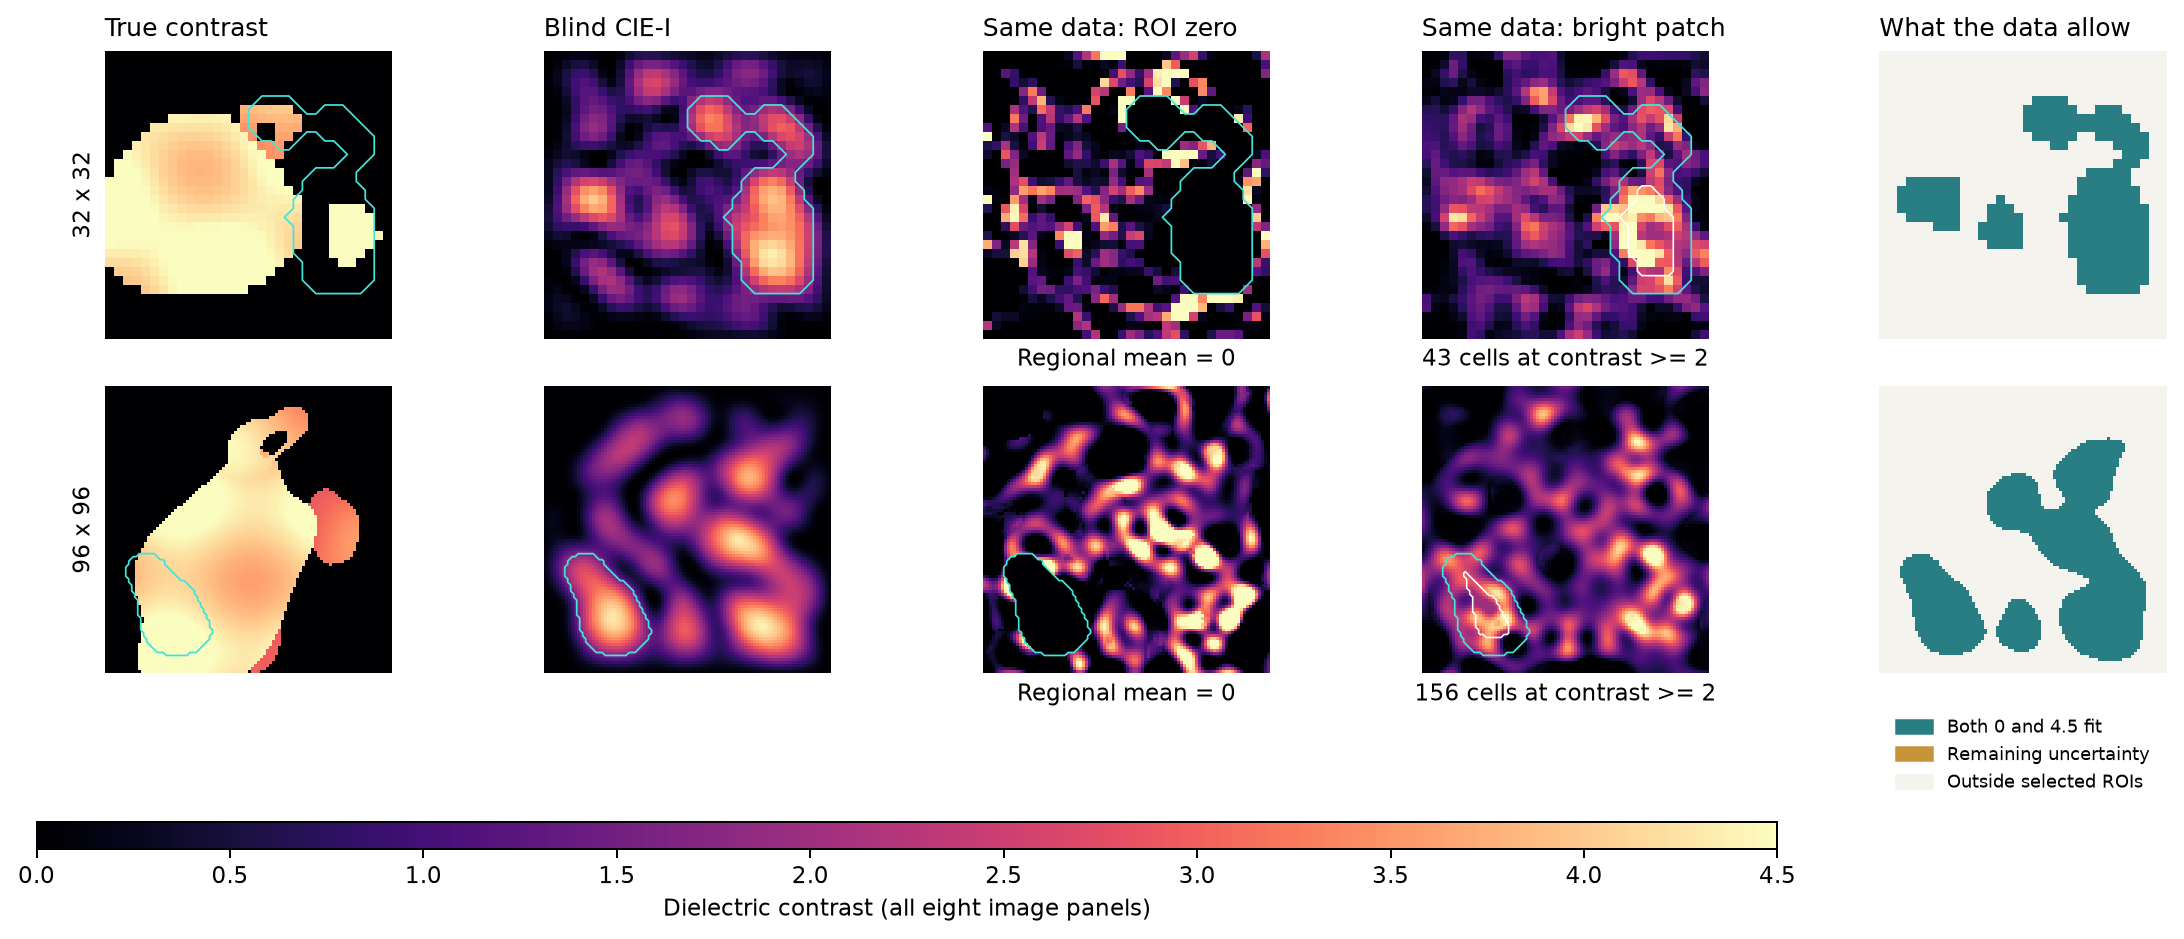 True contrast
Blind CIE-I
Same data: ROI zero
Same data: bright patch
What the data allow
32 x 32
Regional mean = 0
43 cells at contrast >= 2
96 x 96
Regional mean = 0
156 cells at contrast >= 2
Both 0 and 4.5 fit
Remaining uncertainty
Outside selected ROIs
0.0 0.5 1.0 1.5 2.0 2.5 3.0 3.5 4.0 4.5
Dielectric contrast (all eight image panels)